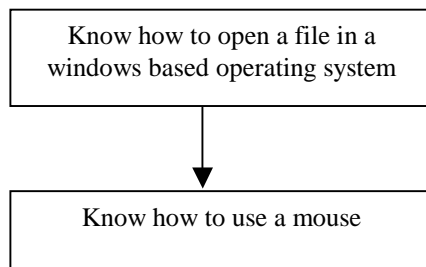 Know how to open a file in a
windows based operating system
Know how to use a mouse